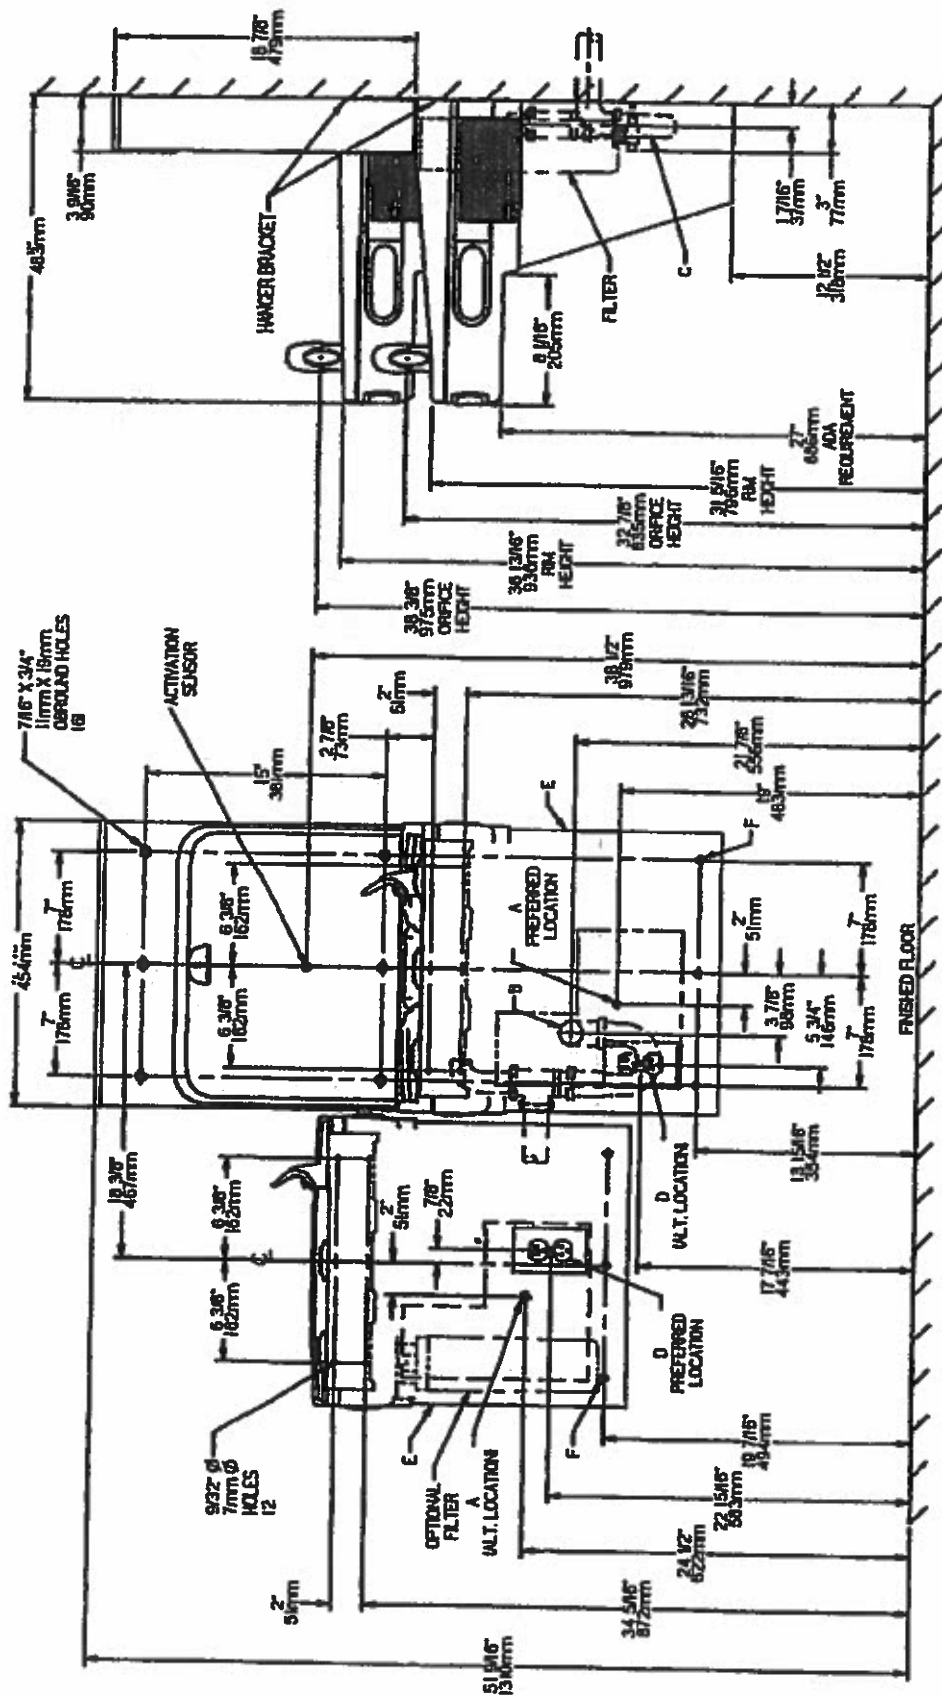 18 7/8"
479mm
3 9/16"
90mm
483mm
HANGER BRACKET
FILTER
C
1 7/16"
37mm
3"
77mm
12 1/2"
318mm
8 1/16"
205mm
27"
686mm
ADA
REQUIREMENT
31 5/16"
796mm
RIM
HEIGHT
32 7/8"
835mm
ORIFICE
HEIGHT
36 13/16"
936mm
RIM
HEIGHT
38 3/8"
975mm
ORIFICE
HEIGHT
7/16" X 3/4"
11mm X 19mm
OBROUND HOLES
ACTIVATION
SENSOR
2"
51mm
2 7/8"
73mm
15"
381mm
38 1/2"
979mm
28 13/16"
732mm
21 7/8"
556mm
19"
483mm
454mm
7"
178mm
7"
178mm
6 3/8"
162mm
6 3/8"
162mm
E
F
A
PREFERRED
LOCATION
B
2"
51mm
7"
178mm
3 7/8"
98mm
5 3/4"
146mm
7"
178mm
FINISHED FLOOR
13 15/16"
354mm
D
(ALT. LOCATION)
17 7/16"
443mm
18 3/8"
467mm
6 3/8"
162mm
6 3/8"
162mm
2"
51mm
7/8"
22mm
D
PREFERRED
LOCATION
F
19 7/16"
494mm
22 15/16"
583mm
24 1/2"
622mm
E
OPTIONAL
FILTER
A
(ALT. LOCATION)
9/32" Ø
7mm Ø
HOLES
2"
51mm
34 5/16"
872mm
51 9/16"
1310mm